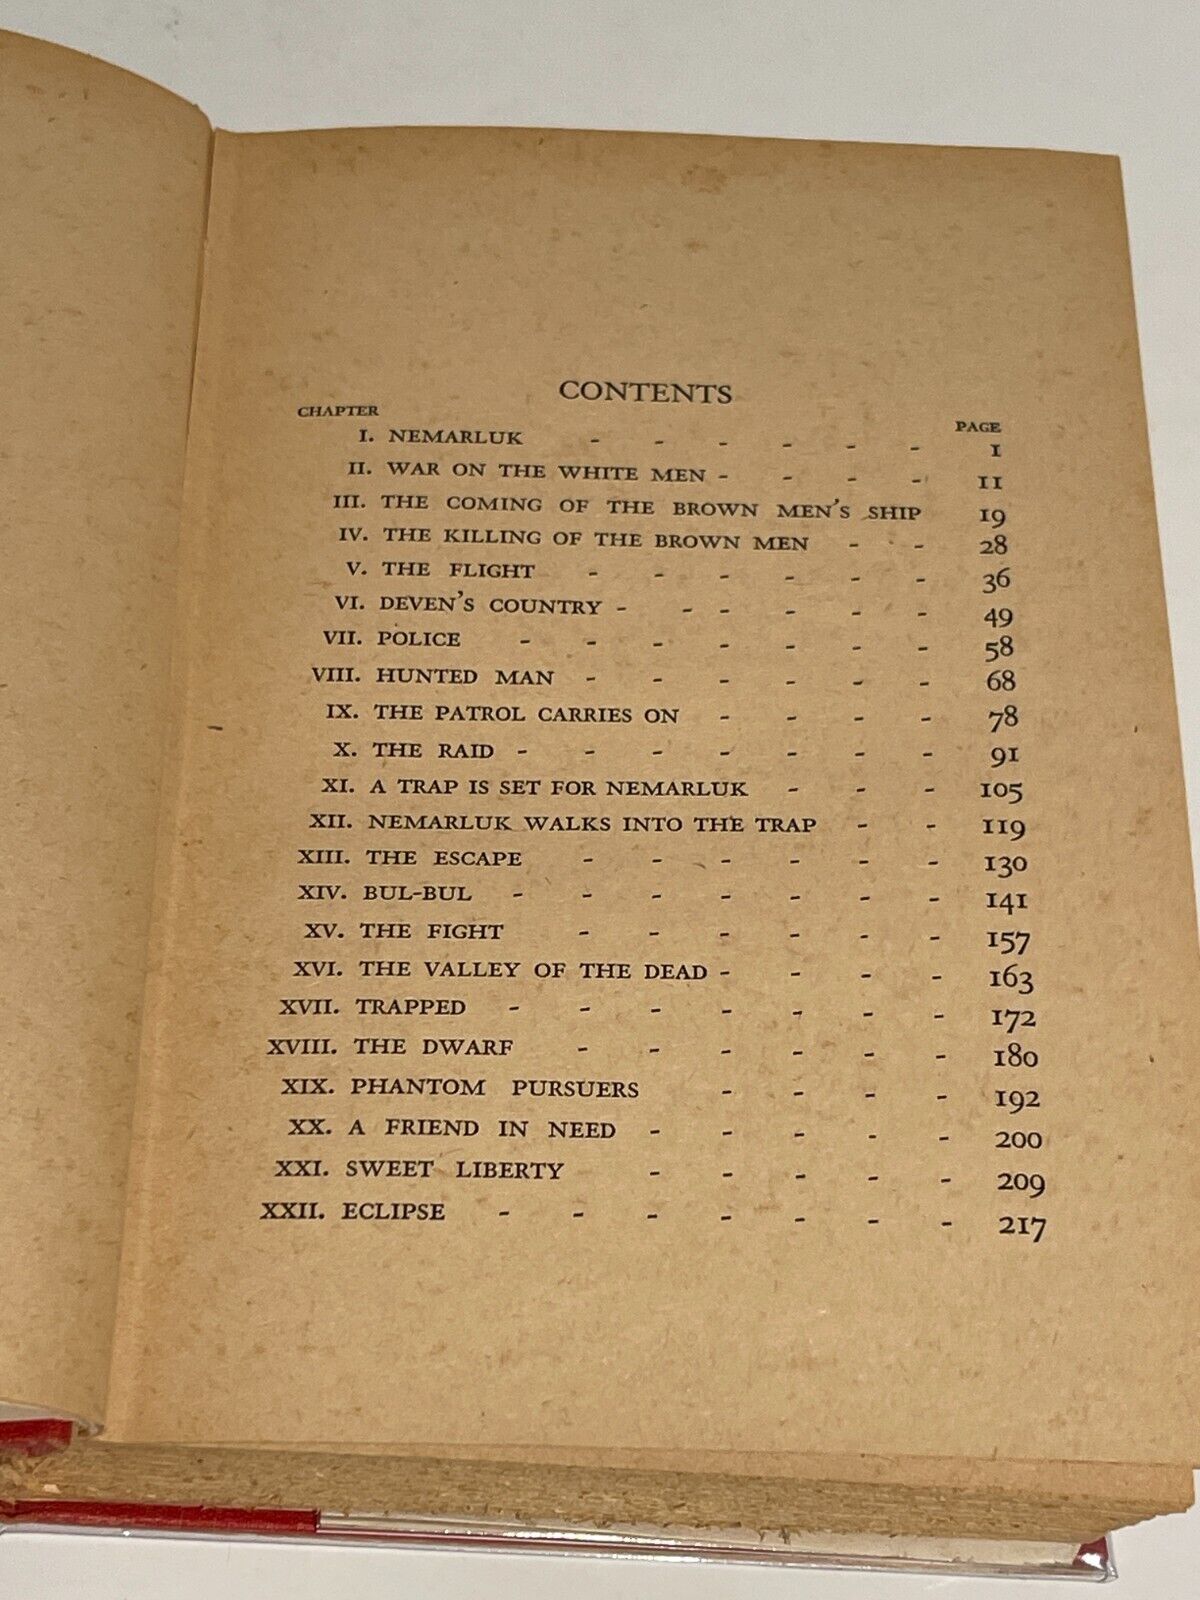 CONTENTS
CHAPTER PAGE
I. NEMARLUK - - - - - - 1
II. WAR ON THE WHITE MEN - - - - 11
III. THE COMING OF THE BROWN MEN'S SHIP 19
IV. THE KILLING OF THE BROWN MEN - - 28
V. THE FLIGHT - - - - - - 36
VI. DEVEN'S COUNTRY - - - - - - 49
VII. POLICE - - - - - - - 58
VIII. HUNTED MAN - - - - - - 68
IX. THE PATROL CARRIES ON - - - - 78
X. THE RAID - - - - - - - 91
XI. A TRAP IS SET FOR NEMARLUK - - - 105
XII. NEMARLUK WALKS INTO THE TRAP - - 119
XIII. THE ESCAPE - - - - - - 130
XIV. BUL-BUL - - - - - - - 141
XV. THE FIGHT - - - - - - 157
XVI. THE VALLEY OF THE DEAD - - - - 163
XVII. TRAPPED - - - - - - - 172
XVIII. THE DWARF - - - - - - 180
XIX. PHANTOM PURSUERS - - - - 192
XX. A FRIEND IN NEED - - - - - 200
XXI. SWEET LIBERTY - - - - - 209
XXII. ECLIPSE - - - - - - - 217